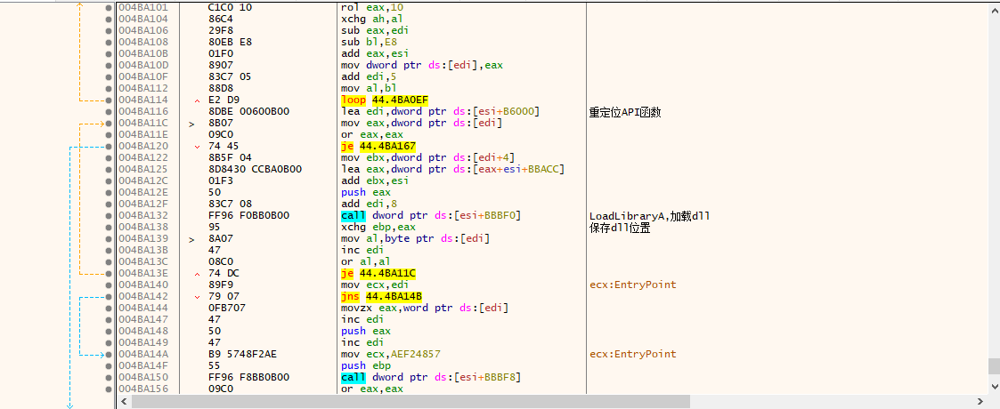 004BA101 C1C0 10 rol eax,10
004BA104 86C4 xchg ah,al
004BA106 29F8 sub eax,edi
004BA108 80EB E8 sub bl,E8
004BA10B 01F0 add eax,esi
004BA10D 8907 mov dword ptr ds:[edi],eax
004BA10F 83C7 05 add edi,5
004BA112 88D8 mov al,bl
004BA114 E2 D9 loop 44.4BA0EF
004BA116 8DBE 00600B00 lea edi,dword ptr ds:[esi+B6000] 重定位API函数
004BA11C 8B07 mov eax,dword ptr ds:[edi]
004BA11E 09C0 or eax,eax
004BA120 74 45 je 44.4BA167
004BA122 8B5F 04 mov ebx,dword ptr ds:[edi+4]
004BA125 8D8430 CCBA0B00 lea eax,dword ptr ds:[eax+esi+BBACC]
004BA12C 01F3 add ebx,esi
004BA12E 50 push eax
004BA12F 83C7 08 add edi,8
004BA132 FF96 F0BB0B00 call dword ptr ds:[esi+BBBF0] LoadLibraryA,加载dll
004BA138 95 xchg ebp,eax 保存dll位置
004BA139 8A07 mov al,byte ptr ds:[edi]
004BA13B 47 inc edi
004BA13C 08C0 or al,al
004BA13E 74 DC je 44.4BA11C
004BA140 89F9 mov ecx,edi ecx:EntryPoint
004BA142 79 07 jns 44.4BA14B
004BA144 0FB707 movzx eax,word ptr ds:[edi]
004BA147 47 inc edi
004BA148 50 push eax
004BA149 47 inc edi
004BA14A B9 5748F2AE mov ecx,AEF24857 ecx:EntryPoint
004BA14F 55 push ebp
004BA150 FF96 F8BB0B00 call dword ptr ds:[esi+BBBF8]
004BA156 09C0 or eax,eax